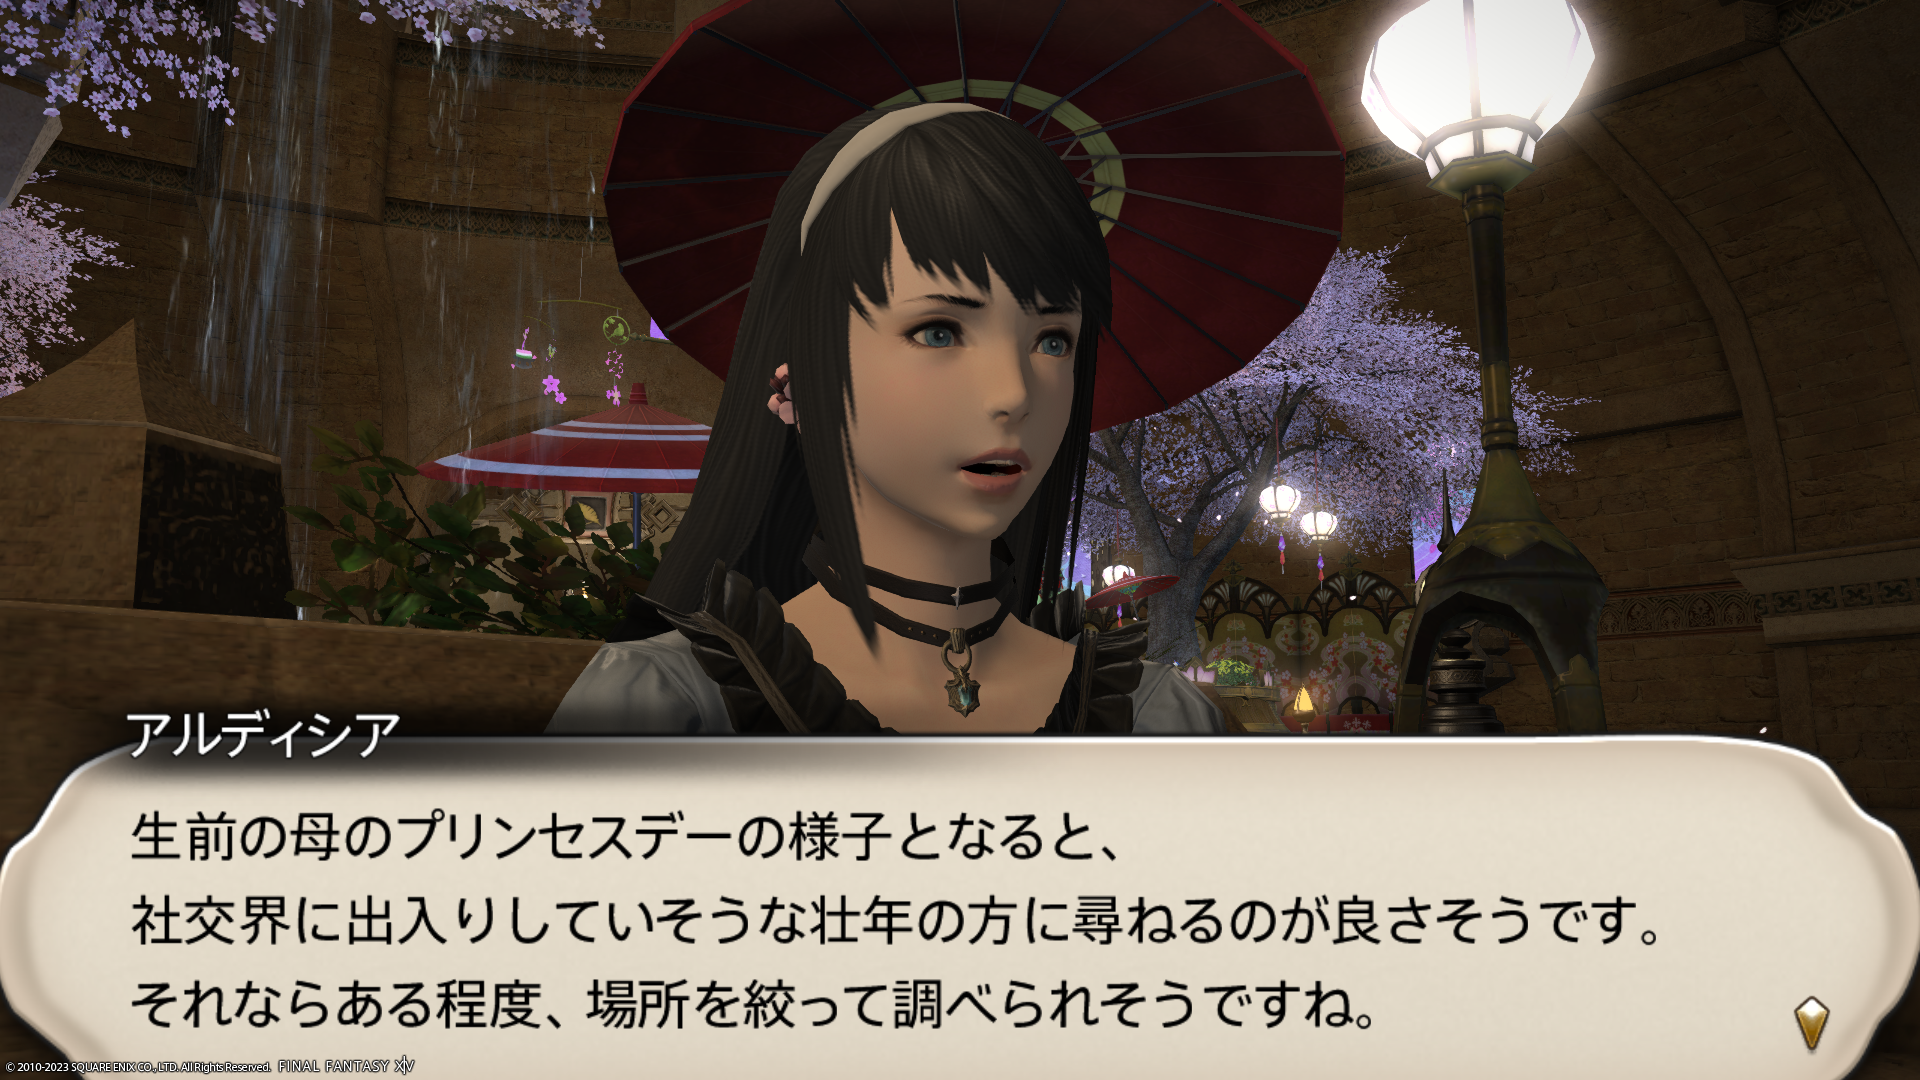 アルディシア
生前の母のプリンセスデーの様子となると、
社交界に出入りしていそうな壮年の方に尋ねるのが良さそうです。
それならある程度、場所を絞って調べられそうですね。
© 2010-2023 SQUARE ENIX CO., LTD. All Rights Reserved. FINAL FANTASY XIV